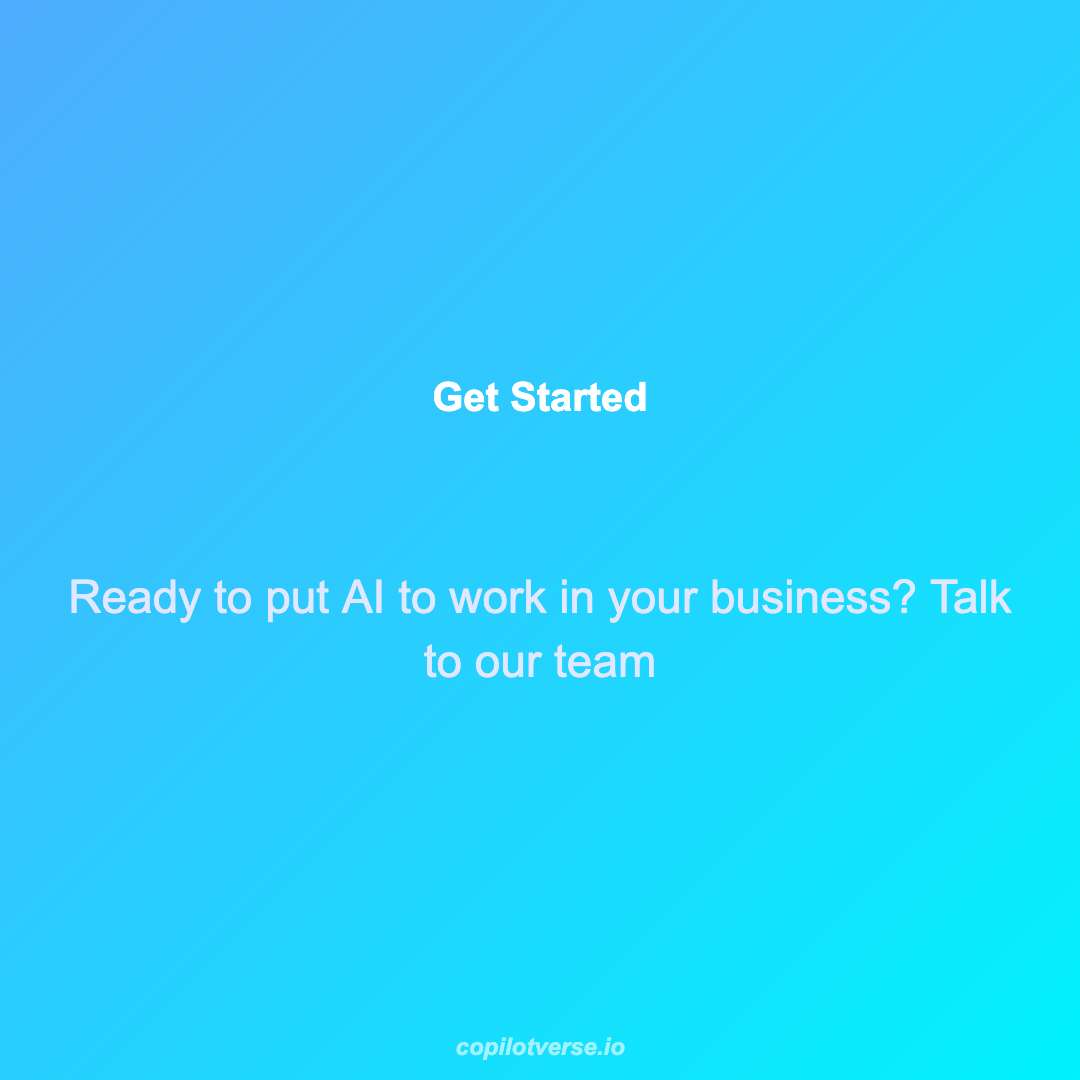 Get Started
Ready to put AI to work in your business? Talk
to our team
copilotverse.io